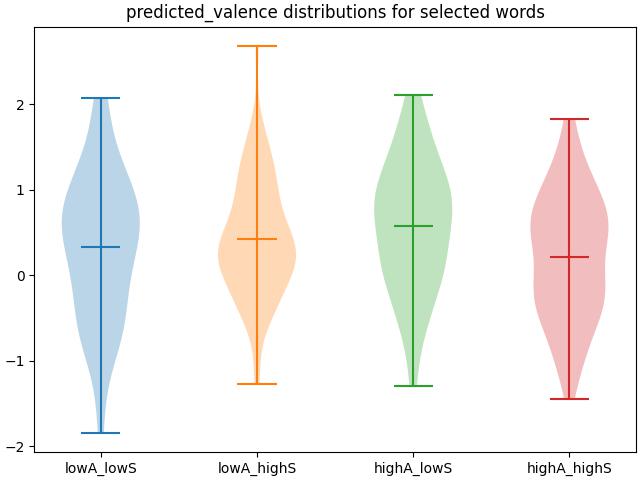 predicted_valence distributions for selected words
2
1
0
−1
−2
lowA_lowS
lowA_highS
highA_lowS
highA_highS